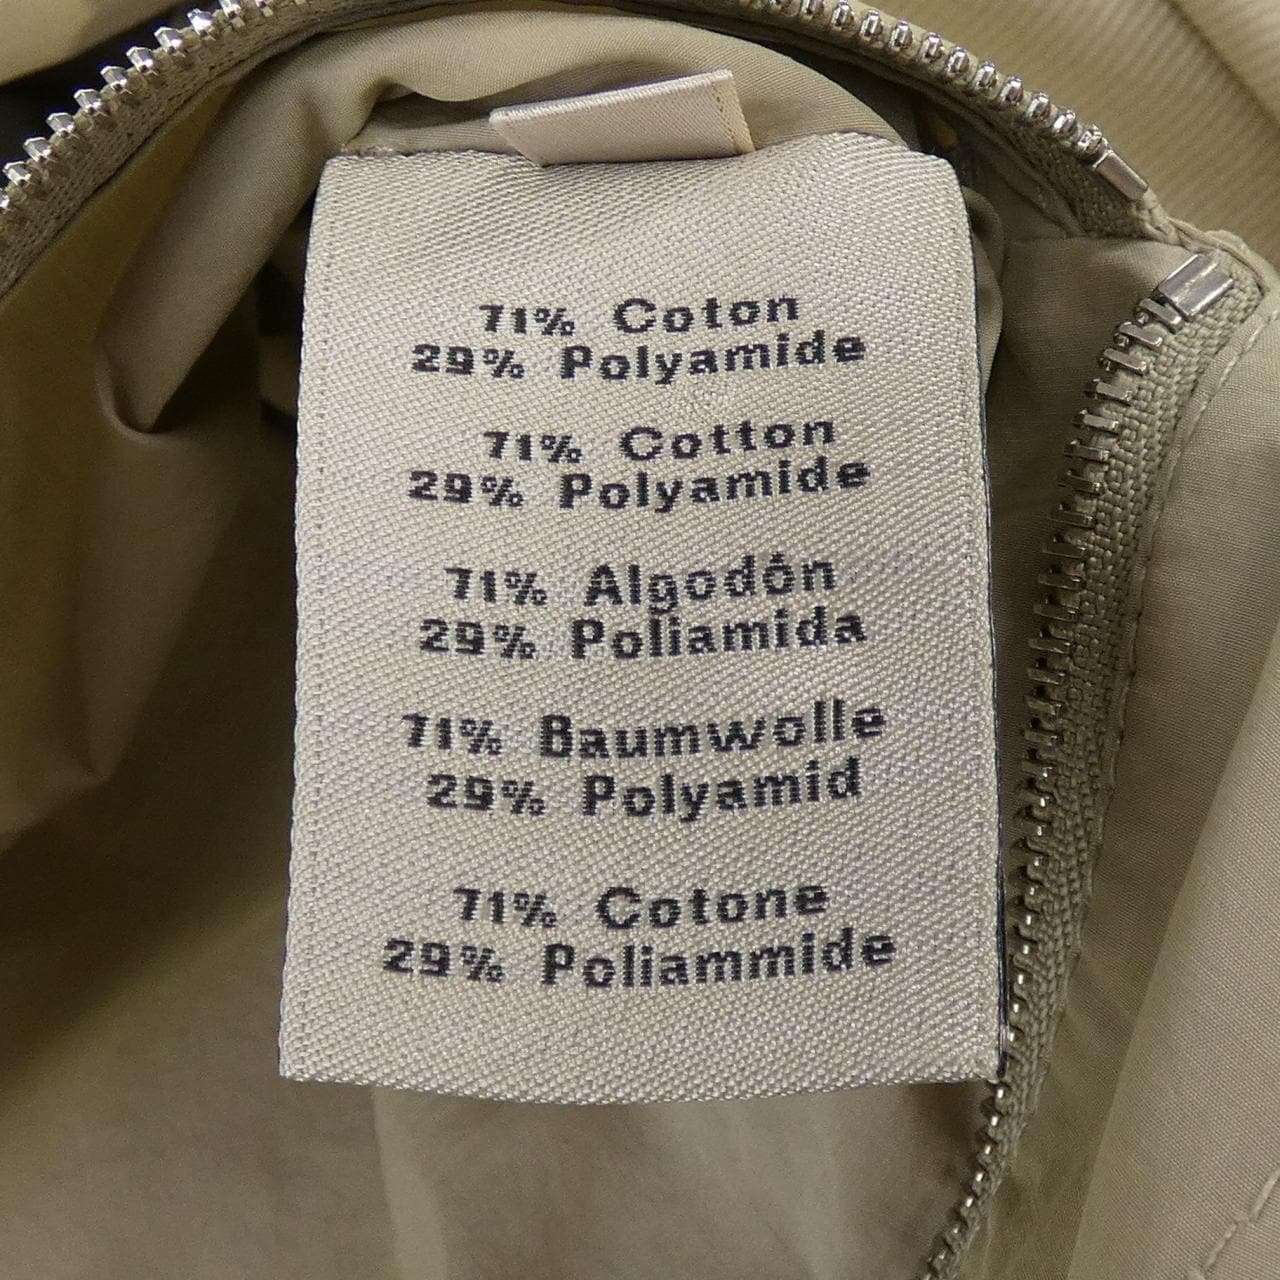 71% Coton
29% Polyamide
71% Cotton
29% Polyamide
71% Algodón
29% Poliamida
71% Baumwolle
29% Polyamid
71% Cotone
29% Poliammide